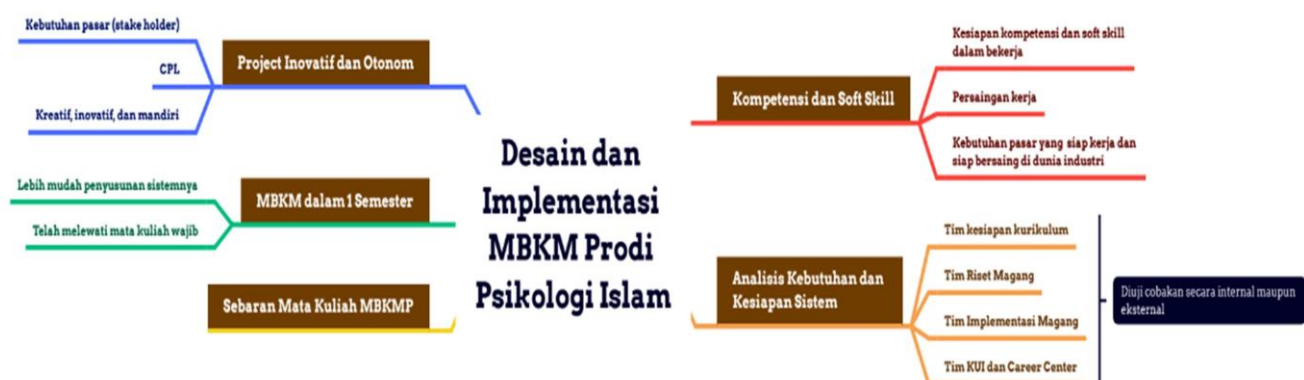 Kebutuhan pasar (stake holder)
CPL
Kreatif, inovatif, dan mandiri
Project Inovatif dan Otonom
Lebih mudah penyusunan sistemnya
Telah melewati mata kuliah wajib
MBKM dalam 1 Semester
Sebaran Mata Kuliah MBKMP
Desain dan
Implementasi
MBKM Prodi
Psikologi Islam
Kompetensi dan Soft Skill
Kesiapan kompetensi dan soft skill
dalam bekerja
Persaingan kerja
Kebutuhan pasar yang siap kerja dan
siap bersaing di dunia industri
Analisis Kebutuhan dan
Kesiapan Sistem
Tim kesiapan kurikulum
Tim Riset Magang
Tim Implementasi Magang
Tim KUI dan Career Center
Diuji cobakan secara internal maupun
eksternal